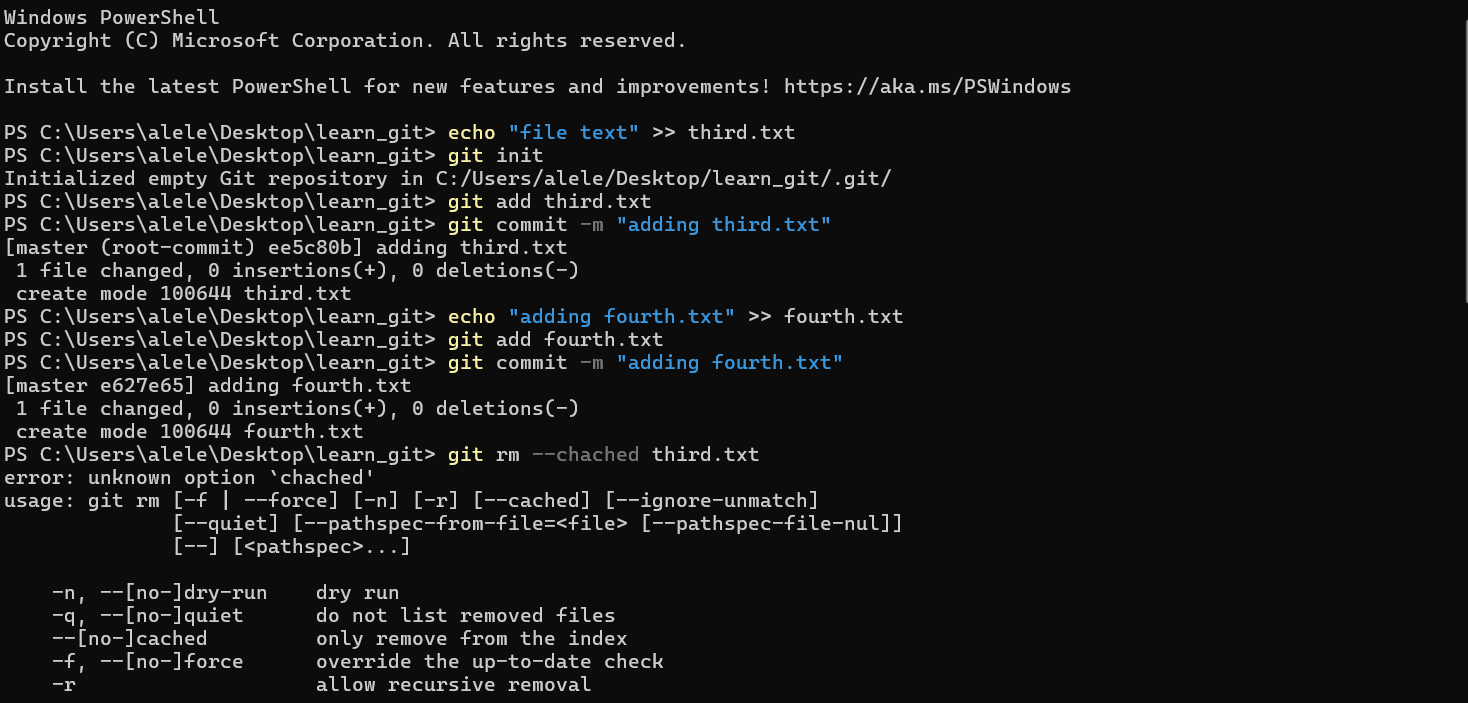 Windows PowerShell
Copyright (C) Microsoft Corporation. All rights reserved.
Install the latest PowerShell for new features and improvements! https://aka.ms/PSWindows
PS C:\Users\alele\Desktop\learn_git> echo "file text" >> third.txt
PS C:\Users\alele\Desktop\learn_git> git init
Initialized empty Git repository in C:/Users/alele/Desktop/learn_git/.git/
PS C:\Users\alele\Desktop\learn_git> git add third.txt
PS C:\Users\alele\Desktop\learn_git> git commit -m "adding third.txt"
[master (root-commit) ee5c80b] adding third.txt
 1 file changed, 0 insertions(+), 0 deletions(-)
 create mode 100644 third.txt
PS C:\Users\alele\Desktop\learn_git> echo "adding fourth.txt" >> fourth.txt
PS C:\Users\alele\Desktop\learn_git> git add fourth.txt
PS C:\Users\alele\Desktop\learn_git> git commit -m "adding fourth.txt"
[master e627e65] adding fourth.txt
 1 file changed, 0 insertions(+), 0 deletions(-)
 create mode 100644 fourth.txt
PS C:\Users\alele\Desktop\learn_git> git rm --chached third.txt
error: unknown option `chached'
usage: git rm [-f | --force] [-n] [-r] [--cached] [--ignore-unmatch]
              [--quiet] [--pathspec-from-file=<file> [--pathspec-file-nul]]
              [--] [<pathspec>...]
    -n, --[no-]dry-run    dry run
    -q, --[no-]quiet      do not list removed files
    --[no-]cached         only remove from the index
    -f, --[no-]force      override the up-to-date check
    -r                    allow recursive removal